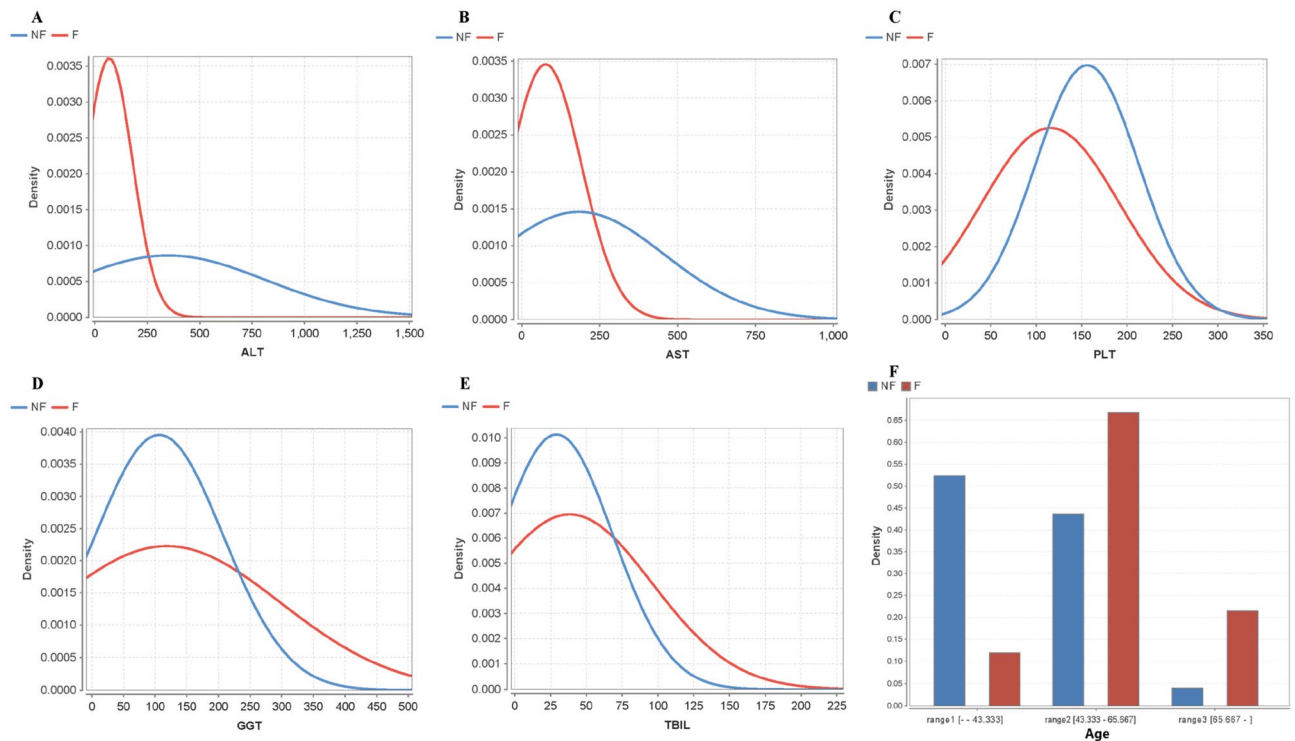 A
NF F
0.0035
0.0030
0.0025
0.0020
0.0015
0.0010
0.0005
0.0000
Density
0 250 500 750 1,000 1,250 1,500
ALT
B
NF F
0.0035
0.0030
0.0025
0.0020
0.0015
0.0010
0.0005
0.0000
Density
0 250 500 750 1,000
AST
C
NF F
0.007
0.006
0.005
0.004
0.003
0.002
0.001
0.000
Density
0 50 100 150 200 250 300 350
PLT
D
NF F
0.0040
0.0035
0.0030
0.0025
0.0020
0.0015
0.0010
0.0005
0.0000
Density
0 50 100 150 200 250 300 350 400 450 500
GGT
E
NF F
0.010
0.009
0.008
0.007
0.006
0.005
0.004
0.003
0.002
0.001
0.000
Density
0 25 50 75 100 125 150 175 200 225
TBIL
F
NF F
0.65
0.60
0.55
0.50
0.45
0.40
0.35
0.30
0.25
0.20
0.15
0.10
0.05
0.00
Density
range1 [- - 43.333] range2 [43.333 - 65.667] range3 [65.667 - ]
Age